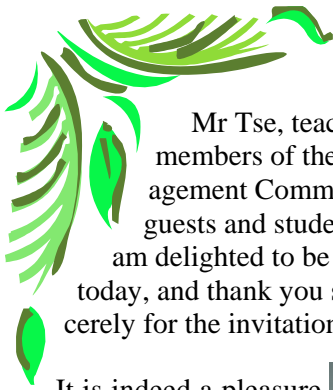 Mr Tse, teac
members of the
agement Comm
guests and stude
am delighted to be
today, and thank you s
cerely for the invitation
It is indeed a pleasure